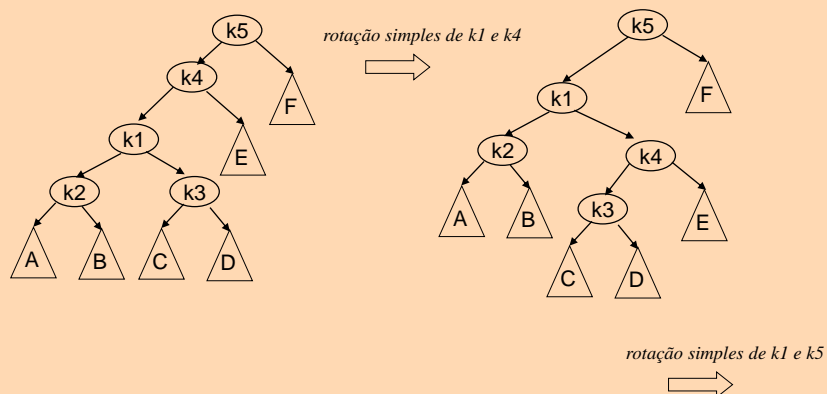 k5
k4
F
k1
E
k2
k3
A
B
C
D
rotação simples de k1 e k4
k5
F
k1
k2
k4
A
B
k3
E
C
D
rotação simples de k1 e k5